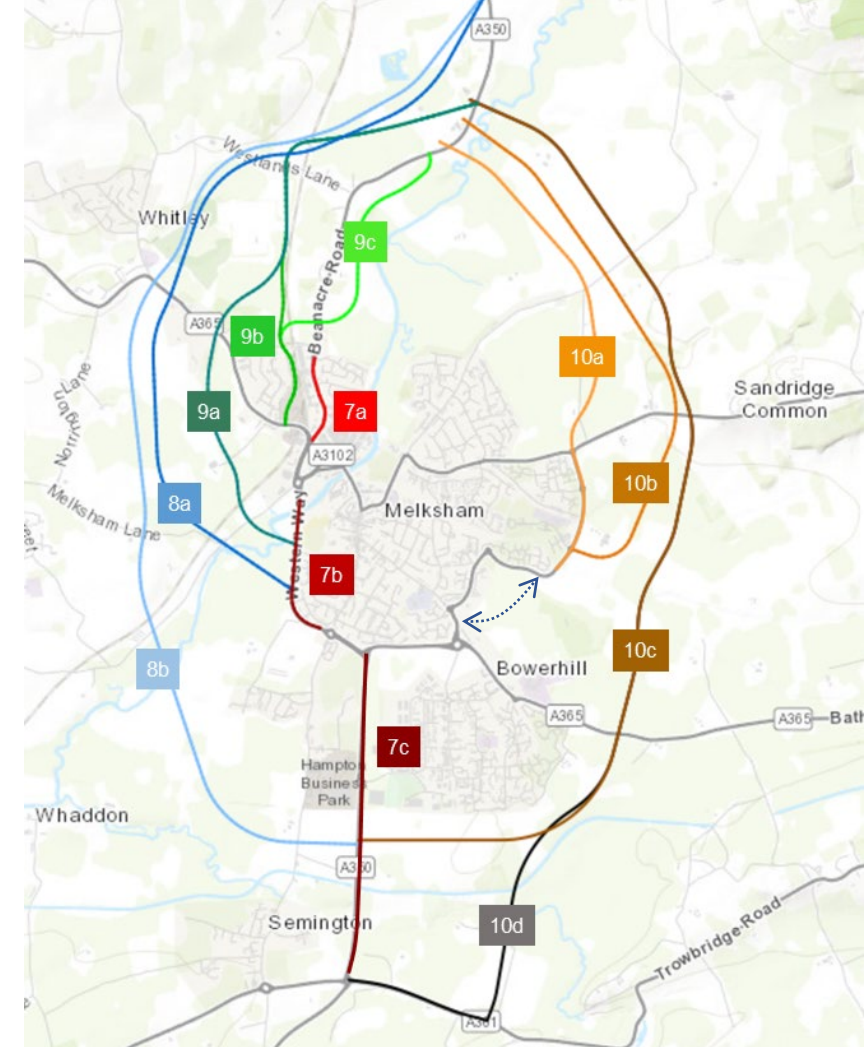 A350
Westlands Lane
Whitley
9c
Beanacre Road
A365
9b
10a
Lane
Norrington
Sandridge
Common
9a
7a
A3102
10b
8a
Melksham
Melksham Lane
Western Way
7b
10c
8b
Bowerhill
A365
A365
Bath
7c
Hampton
Business
Park
Whaddon
A350
Semington
10d
Trowbridge Road
A361